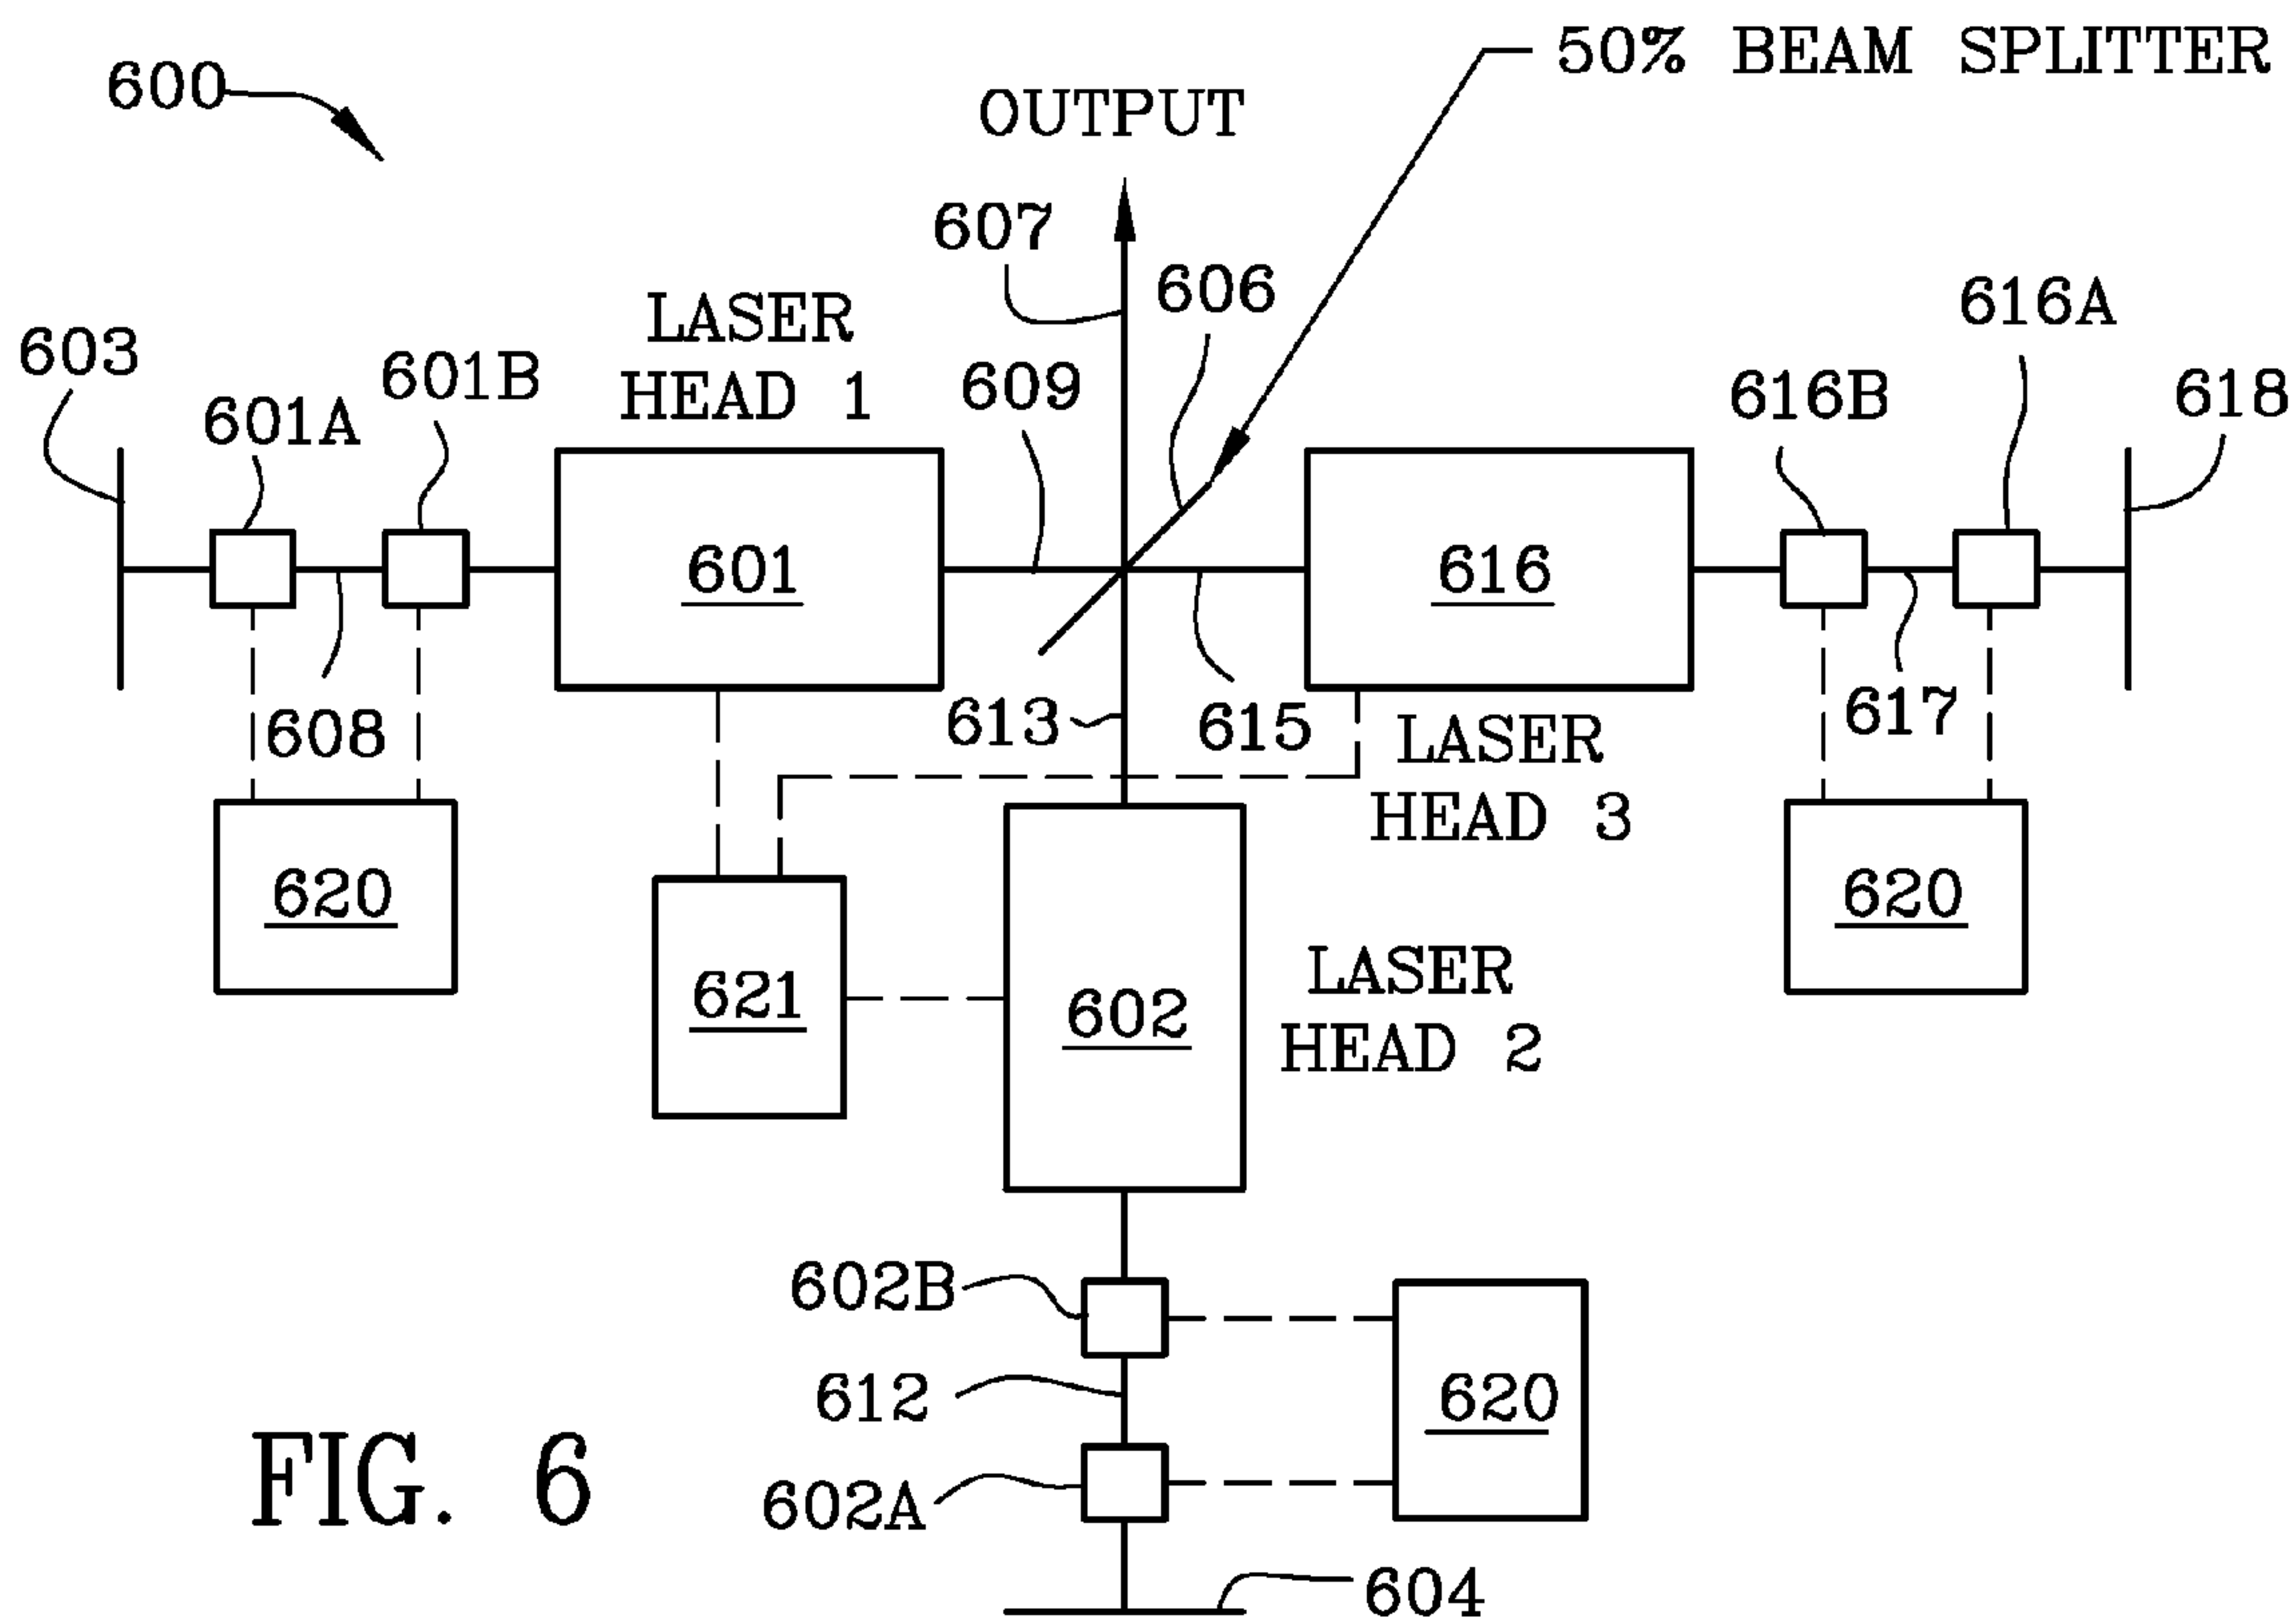 600
50% BEAM SPLITTER
OUTPUT
607
606
616A
LASER
HEAD 1
603
601B
609
616B
618
601A
601
616
608
613
615
LASER
HEAD 3
617
620
621
602
LASER
HEAD 2
620
602B
612
620
602A
604
FIG. 6